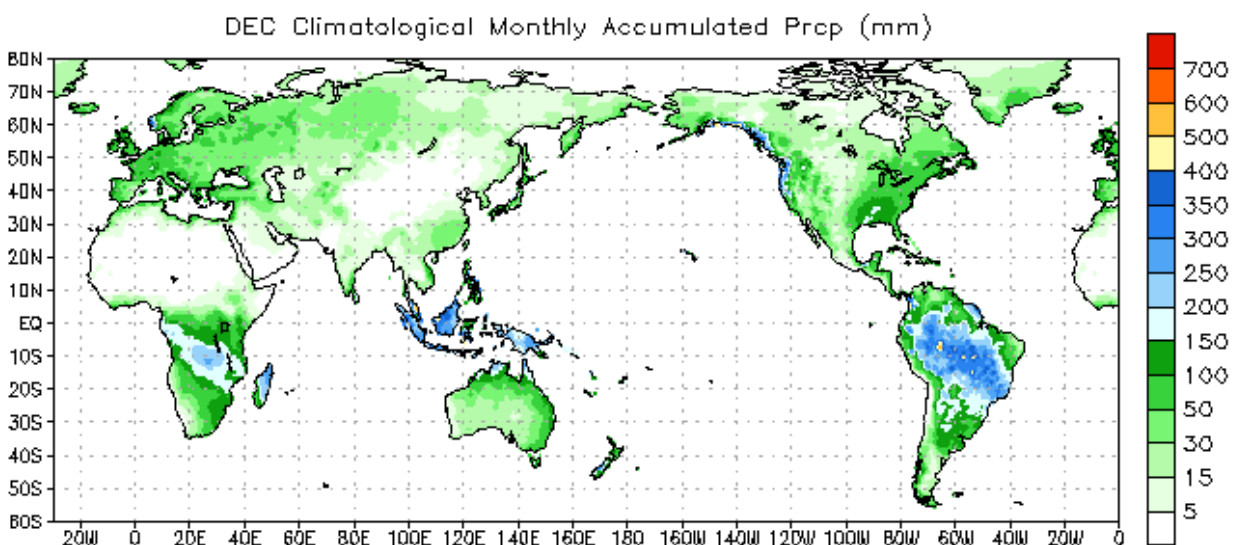 DEC Climatological Monthly Accumulated Prcp (mm)
80N
70N
60N
50N
40N
30N
20N
10N
EQ
10S
20S
30S
40S
50S
60S
20W 0 20E 40E 60E 80E 100E 120E 140E 160E 180 160W 140W 120W 100W 80W 60W 40W 20W 0
700
600
500
400
350
300
250
200
150
100
50
30
15
5